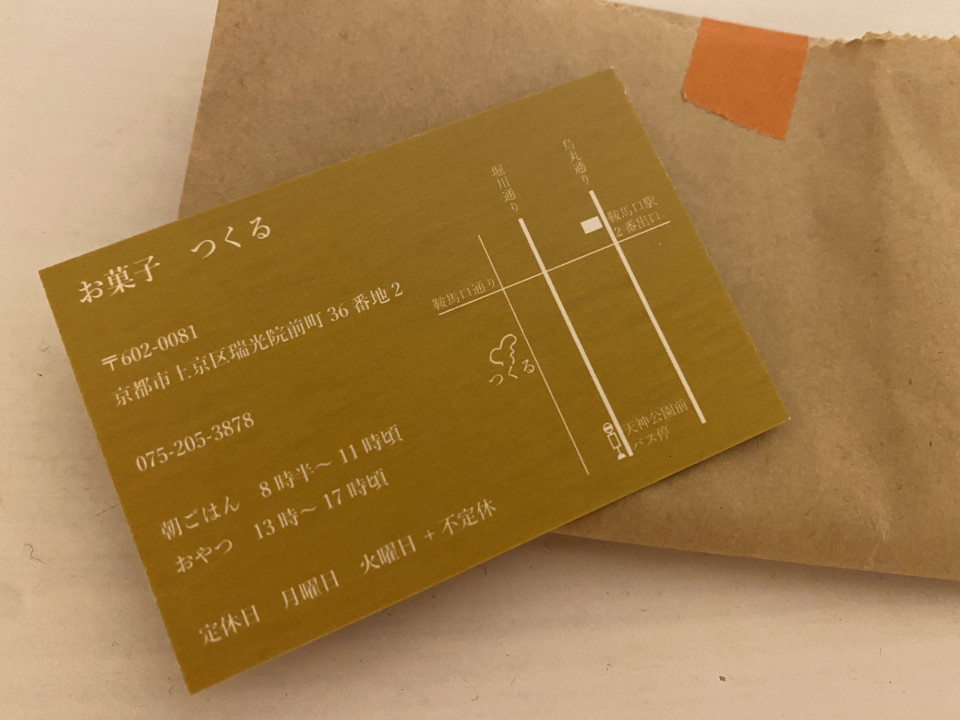 お菓子　つくる
〒602-0081
京都市上京区瑞光院前町 36 番地 2
075-205-3878
朝ごはん　8 時半〜 11 時頃
おやつ　13 時〜 17 時頃
定休日　月曜日　火曜日 + 不定休
堀川通り
烏丸通り
鞍馬口駅
2 番出口
鞍馬口通り
つくる
天神公園前
バス停